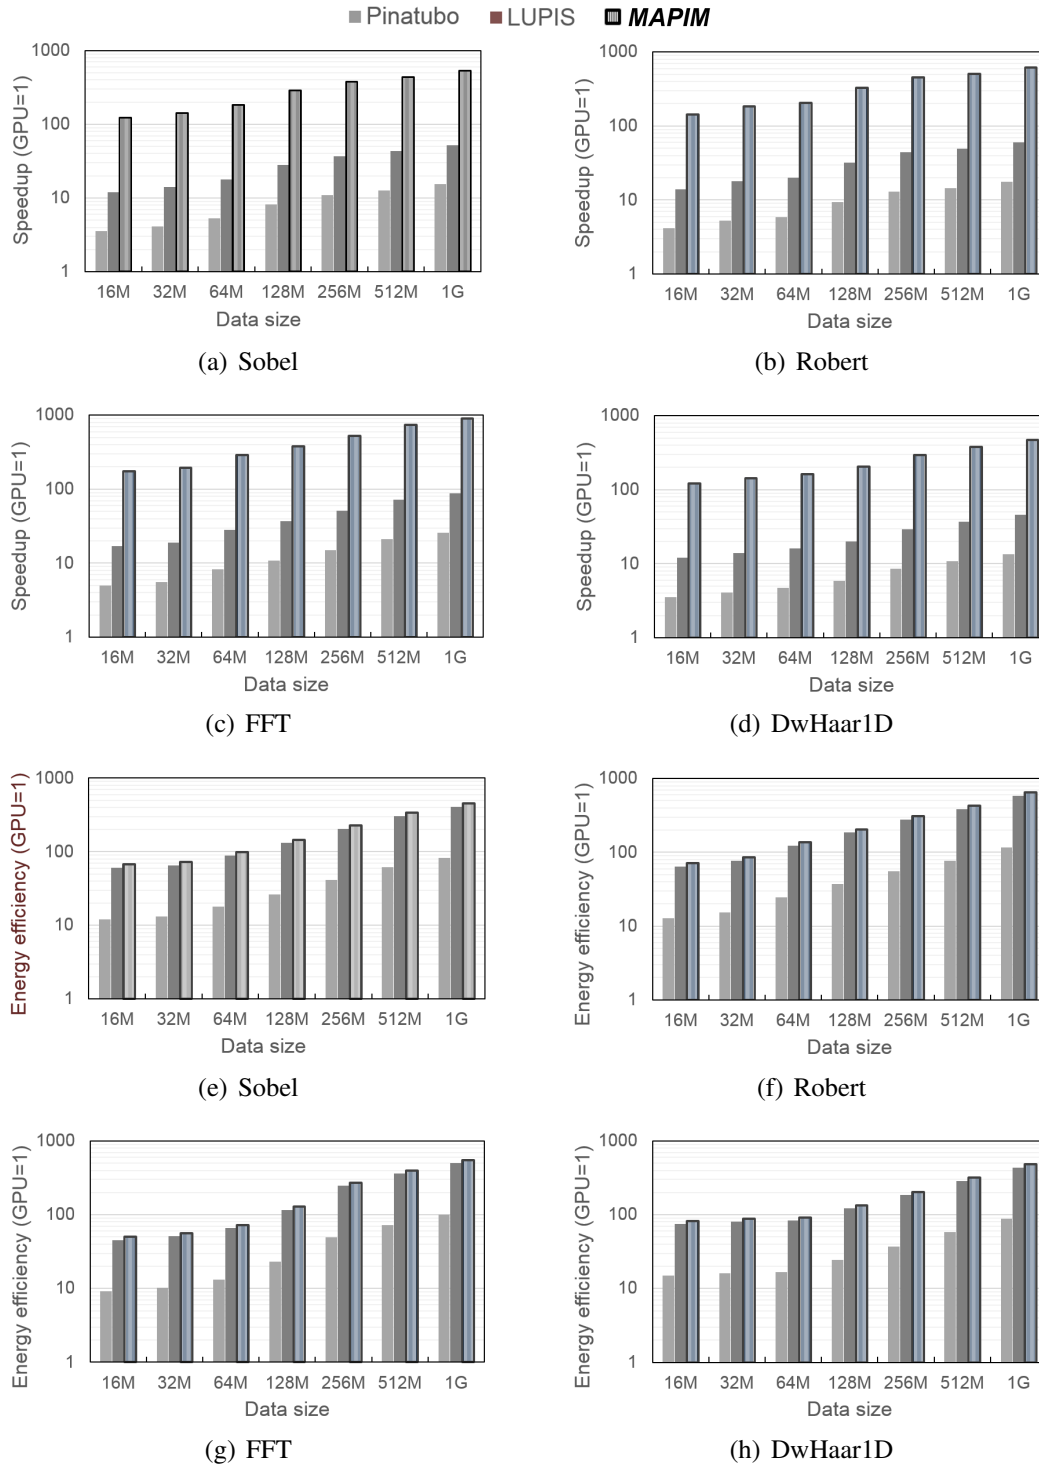 Pinatubo LUPIS MAPIM
Speedup (GPU=1)
1000
100
10
1
16M 32M 64M 128M 256M 512M 1G
Data size
(a) Sobel
Speedup (GPU=1)
1000
100
10
1
16M 32M 64M 128M 256M 512M 1G
Data size
(b) Robert
Speedup (GPU=1)
1000
100
10
1
16M 32M 64M 128M 256M 512M 1G
Data size
(c) FFT
Speedup (GPU=1)
1000
100
10
1
16M 32M 64M 128M 256M 512M 1G
Data size
(d) DwHaar1D
Energy efficiency (GPU=1)
1000
100
10
1
16M 32M 64M 128M 256M 512M 1G
Data size
(e) Sobel
Energy efficiency (GPU=1)
1000
100
10
1
16M 32M 64M 128M 256M 512M 1G
Data size
(f) Robert
Energy efficiency (GPU=1)
1000
100
10
1
16M 32M 64M 128M 256M 512M 1G
Data size
(g) FFT
Energy efficiency (GPU=1)
1000
100
10
1
16M 32M 64M 128M 256M 512M 1G
Data size
(h) DwHaar1D